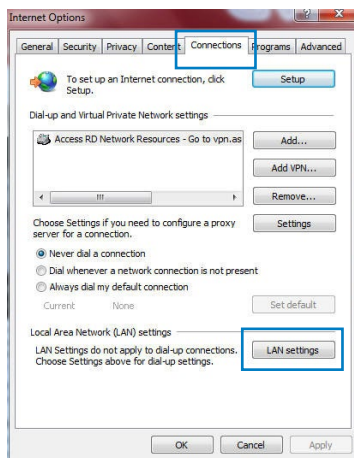 Internet Options
General Security Privacy Content Connections Programs Advanced
To set up an Internet connection, click
Setup.
Setup
Dial-up and Virtual Private Network settings
Access RD Network Resources - Go to vpn.as
Add...
Add VPN...
Remove...
Choose Settings if you need to configure a proxy
server for a connection.
Settings
Never dial a connection
Dial whenever a network connection is not present
Always dial my default connection
Current None
Set default
Local Area Network (LAN) settings
LAN Settings do not apply to dial-up connections.
Choose Settings above for dial-up settings.
LAN settings
OK Cancel Apply